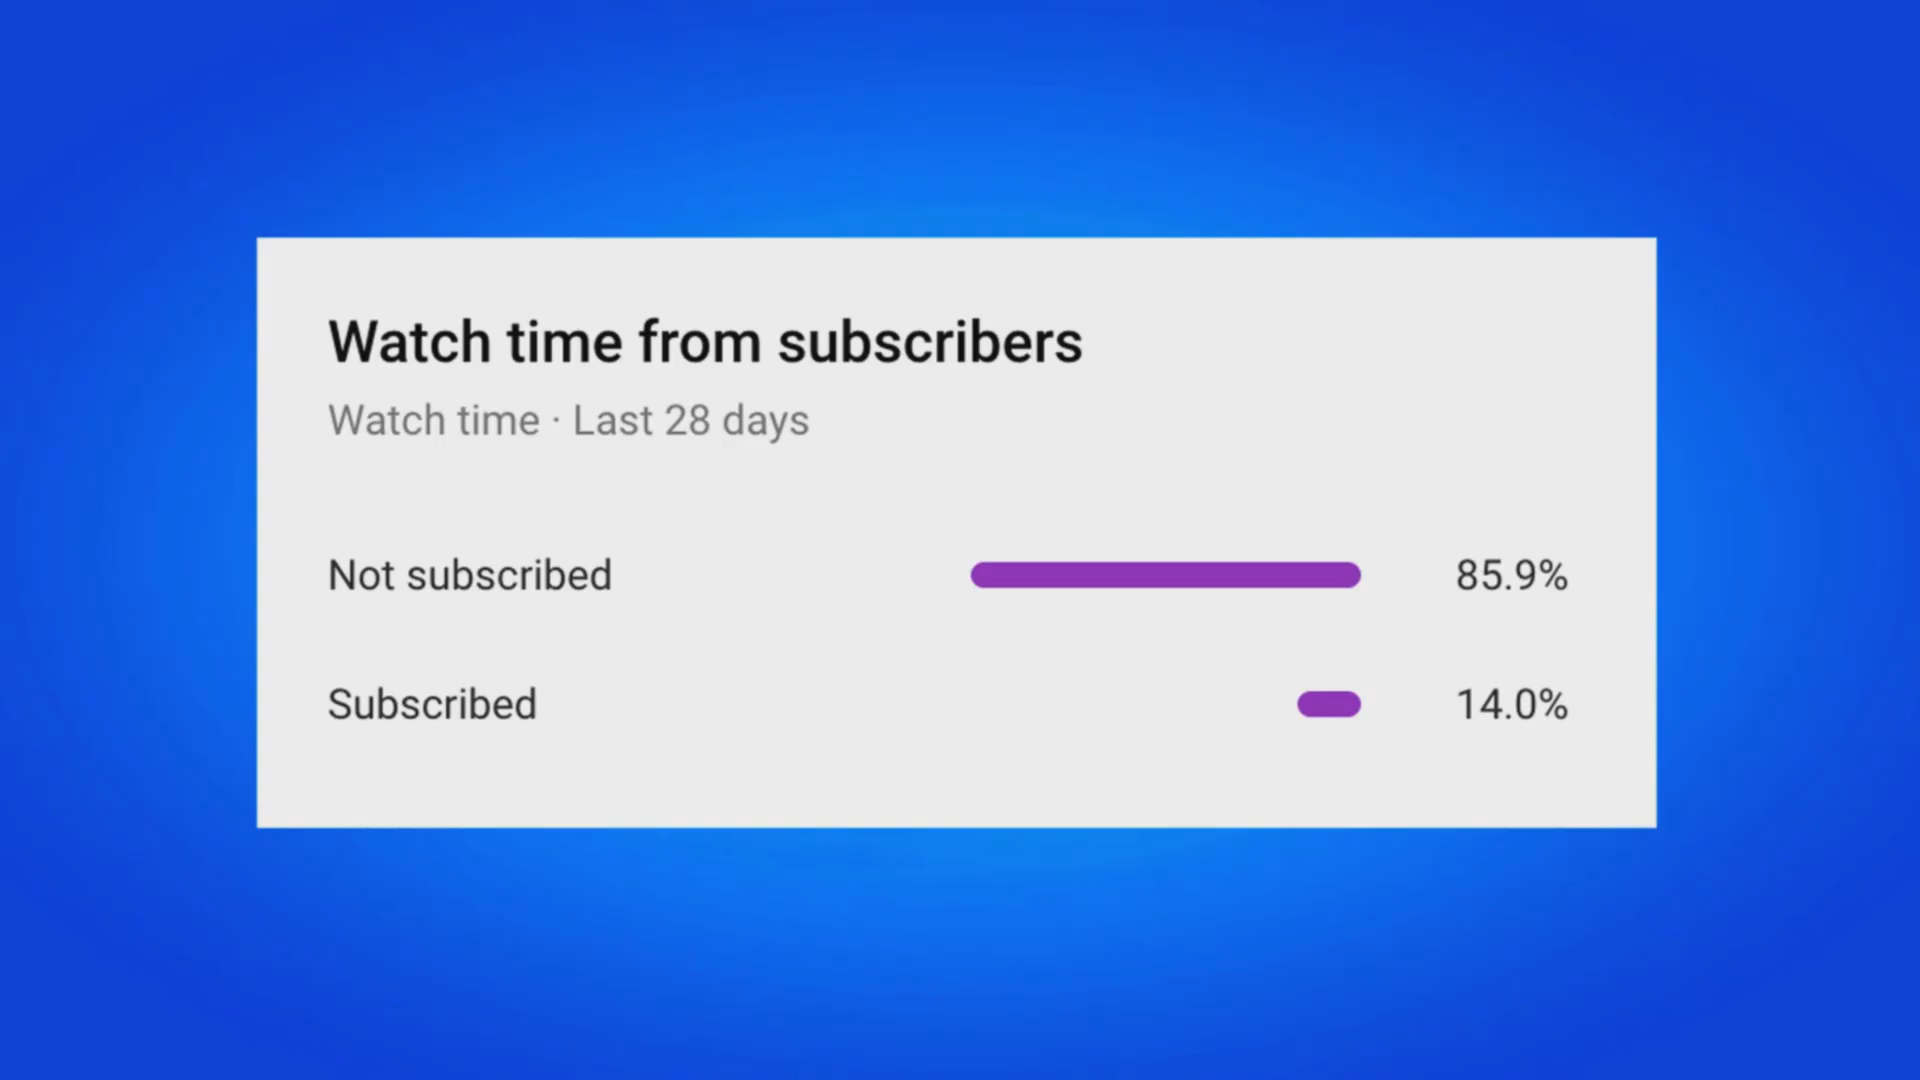 Watch time from subscribers
Watch time · Last 28 days
Not subscribed 85.9%
Subscribed 14.0%